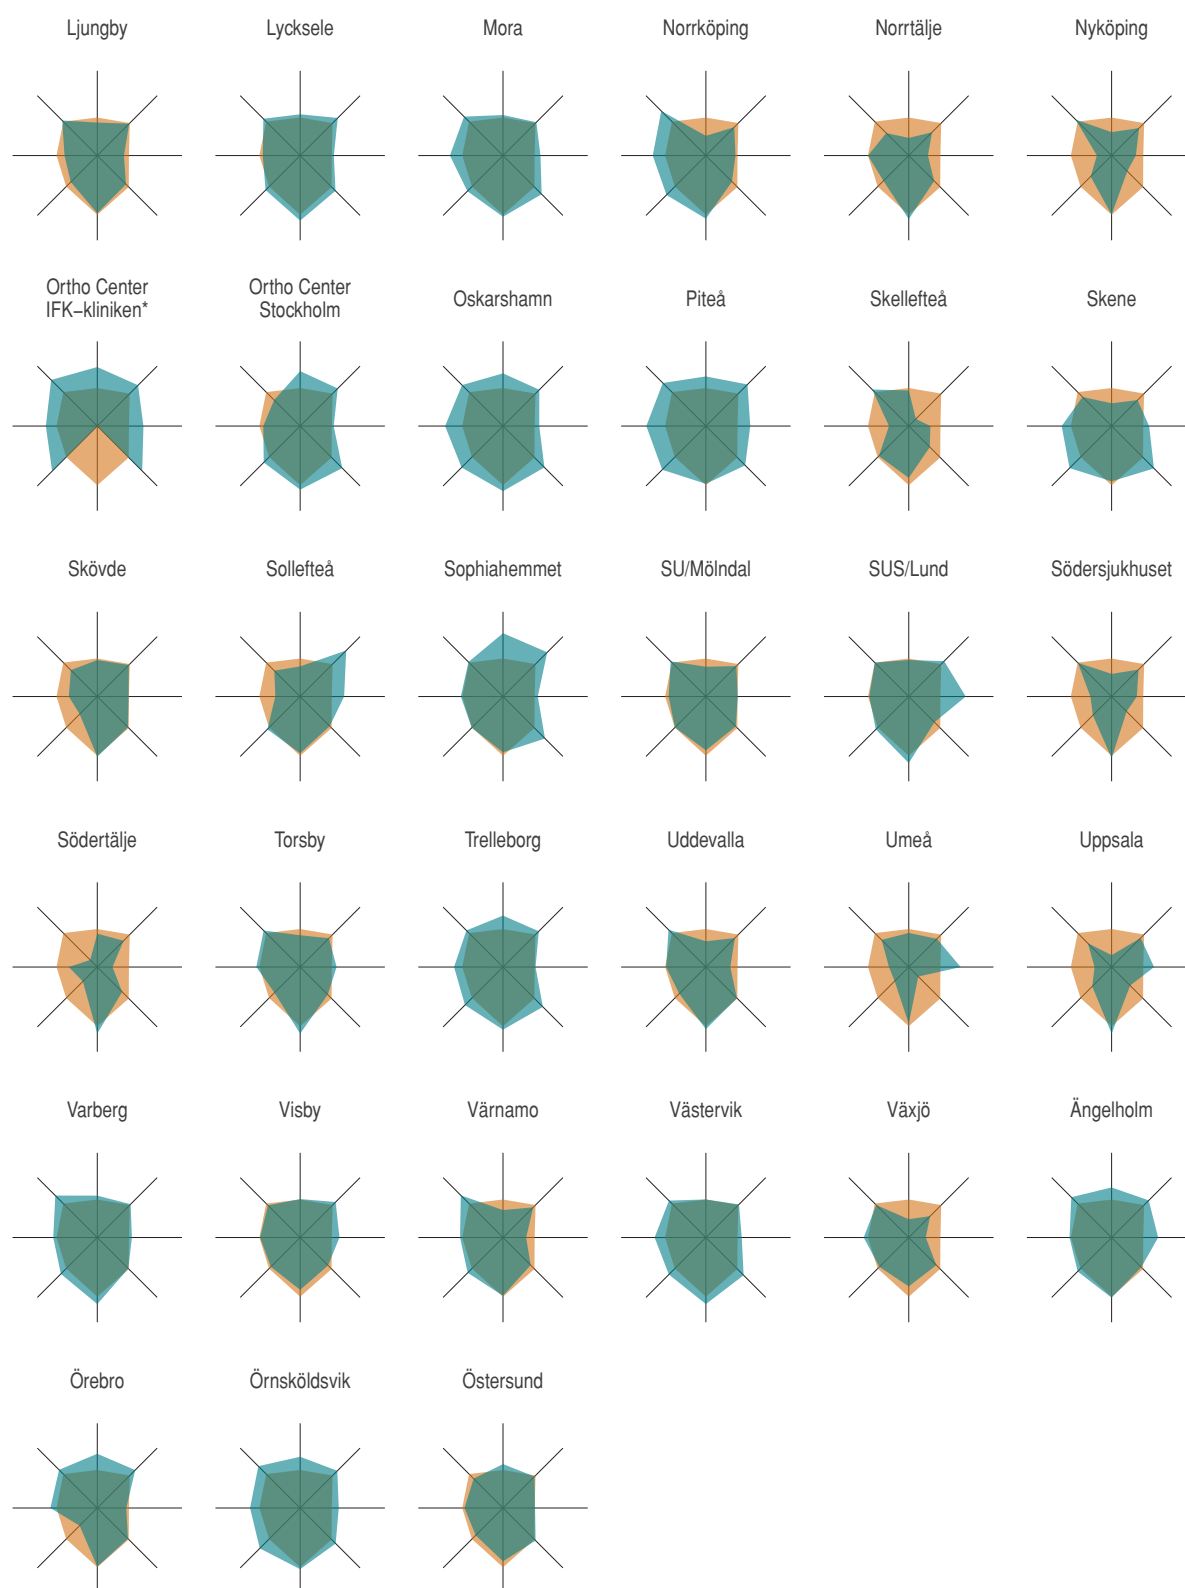 Ljungby
Lycksele
Mora
Norrköping
Norrtälje
Nyköping
Ortho Center
IFK–kliniken*
Ortho Center
Stockholm
Oskarshamn
Piteå
Skellefteå
Skene
Skövde
Sollefteå
Sophiahemmet
SU/Mölndal
SUS/Lund
Södersjukhuset
Södertälje
Torsby
Trelleborg
Uddevalla
Umeå
Uppsala
Varberg
Visby
Värnamo
Västervik
Växjö
Ängelholm
Örebro
Örnsköldsvik
Östersund